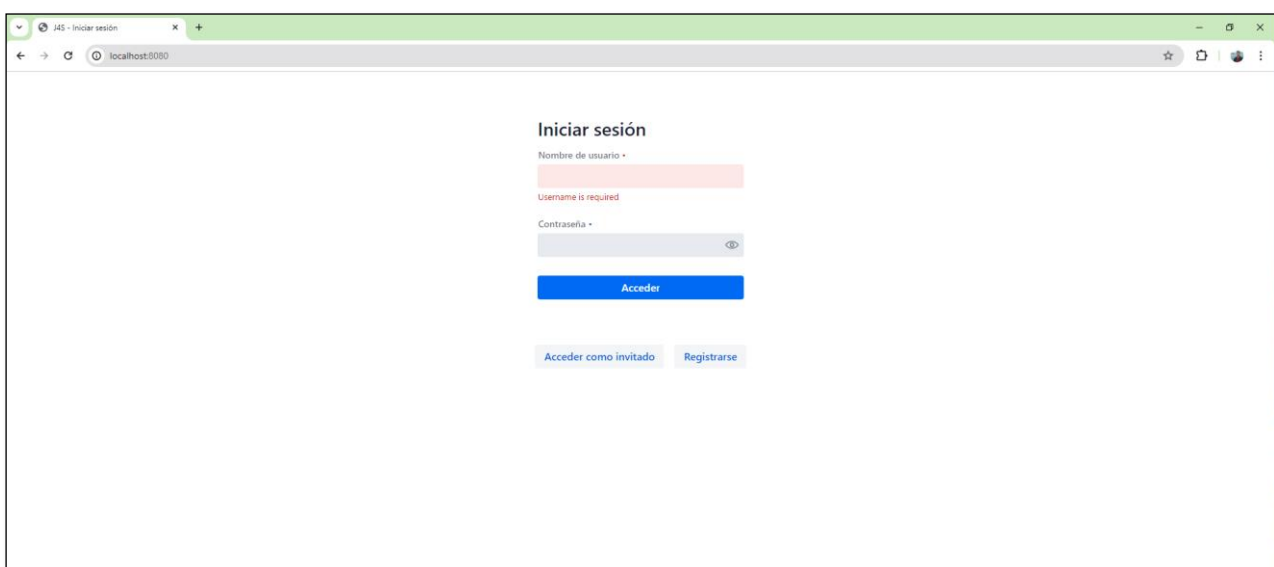 J4S - Iniciar sesión
localhost:8080
Iniciar sesión
Nombre de usuario •
Username is required
Contraseña •
Acceder
Acceder como invitado Registrarse